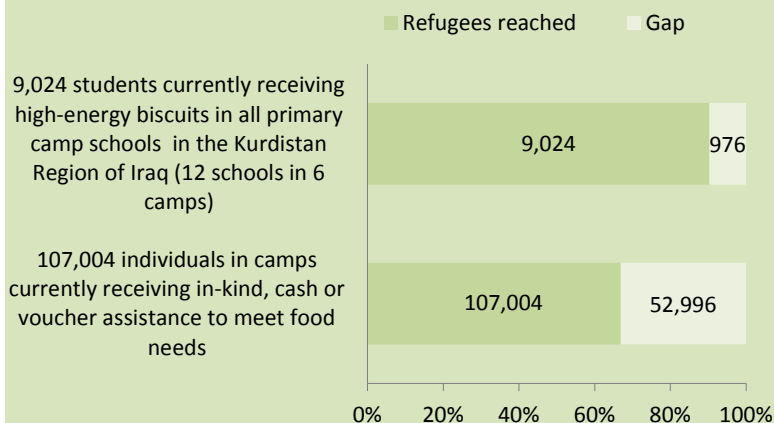 Refugees reached Gap
9,024 students currently receiving
high-energy biscuits in all primary
camp schools in the Kurdistan
Region of Iraq (12 schools in 6
camps)
9,024 976
107,004 individuals in camps
currently receiving in-kind, cash or
voucher assistance to meet food
needs
107,004 52,996
0% 20% 40% 60% 80% 100%